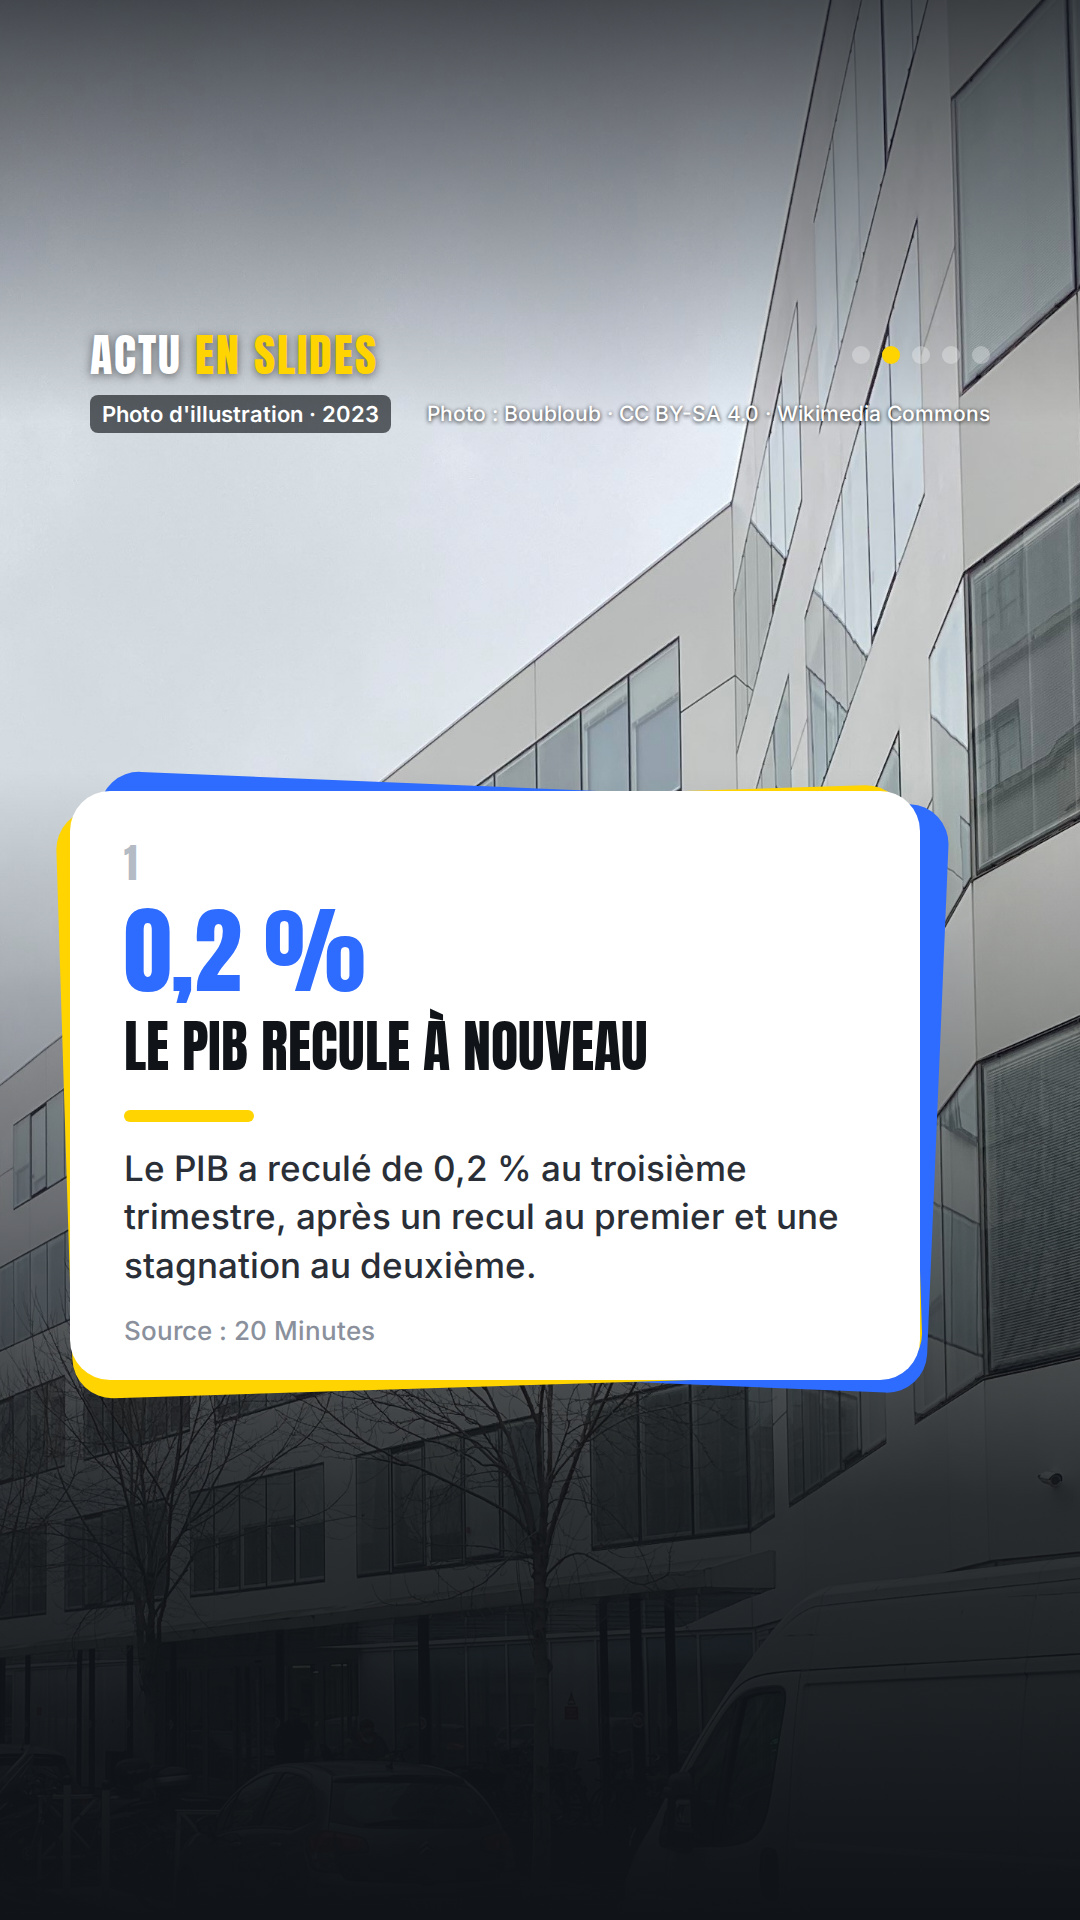 ACTU EN SLIDES
Photo d'illustration · 2023
Photo : Boubloub · CC BY-SA 4.0 · Wikimedia Commons
1
0,2 %
LE PIB RECULE À NOUVEAU
Le PIB a reculé de 0,2 % au troisième
trimestre, après un recul au premier et une
stagnation au deuxième.
Source : 20 Minutes